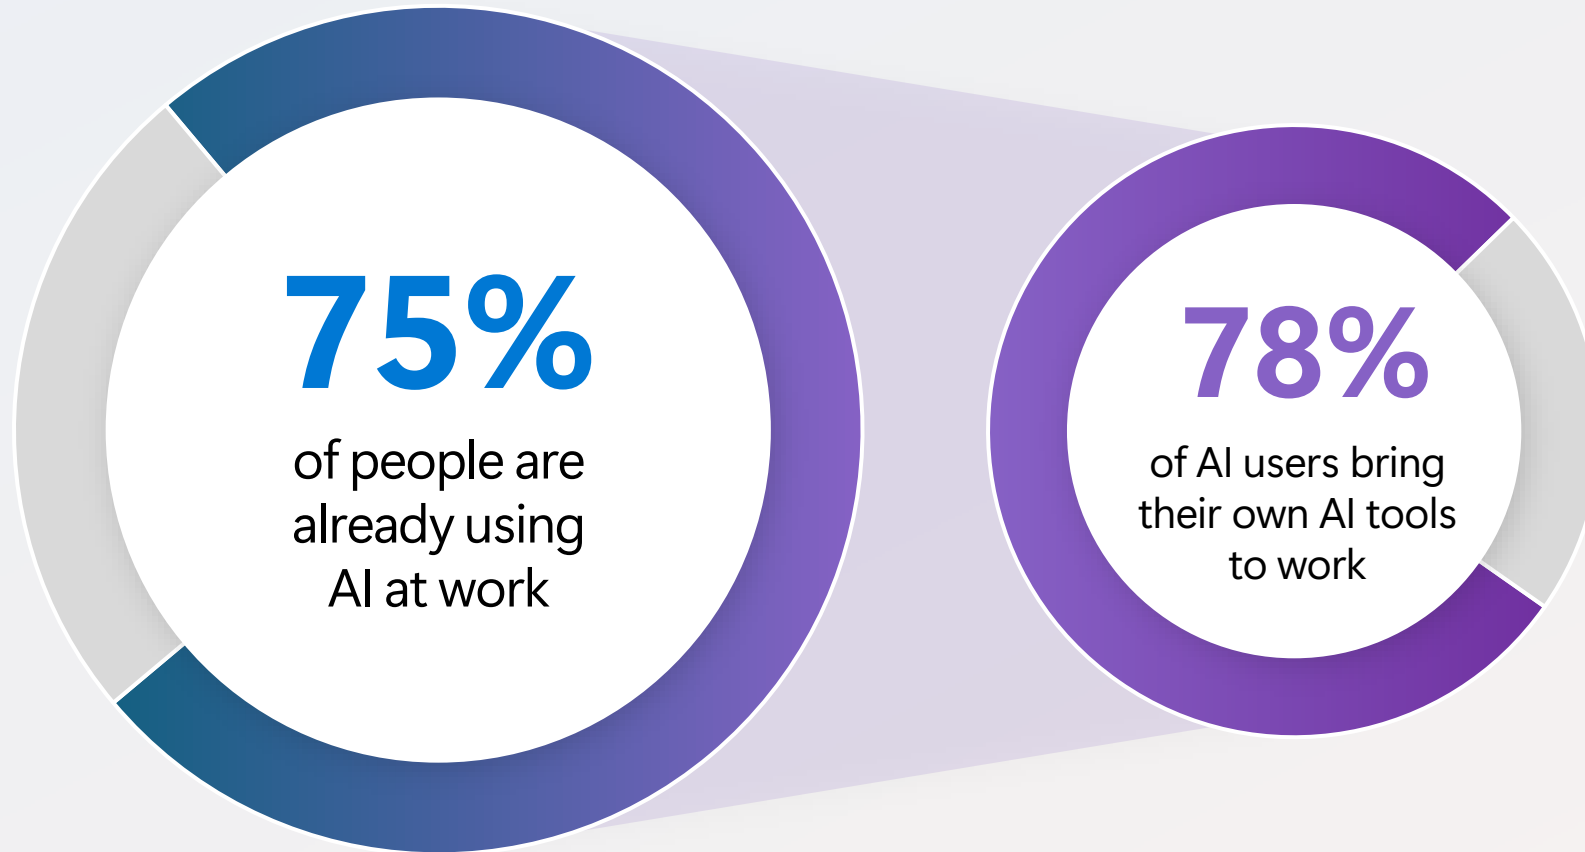 75%
of people are
already using
AI at work
78%
of AI users bring
their own AI tools
to work